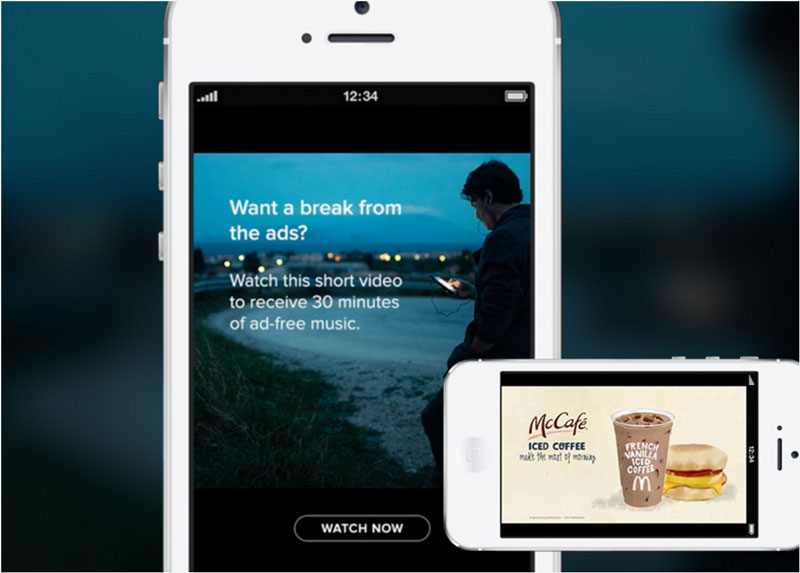 12:34
Want a break from
the ads?
Watch this short video
to receive 30 minutes
of ad-free music.
WATCH NOW
McCafé
ICED COFFEE
make the most of morning
FRENCH
VANILLA
ICED
COFFEE
12:34